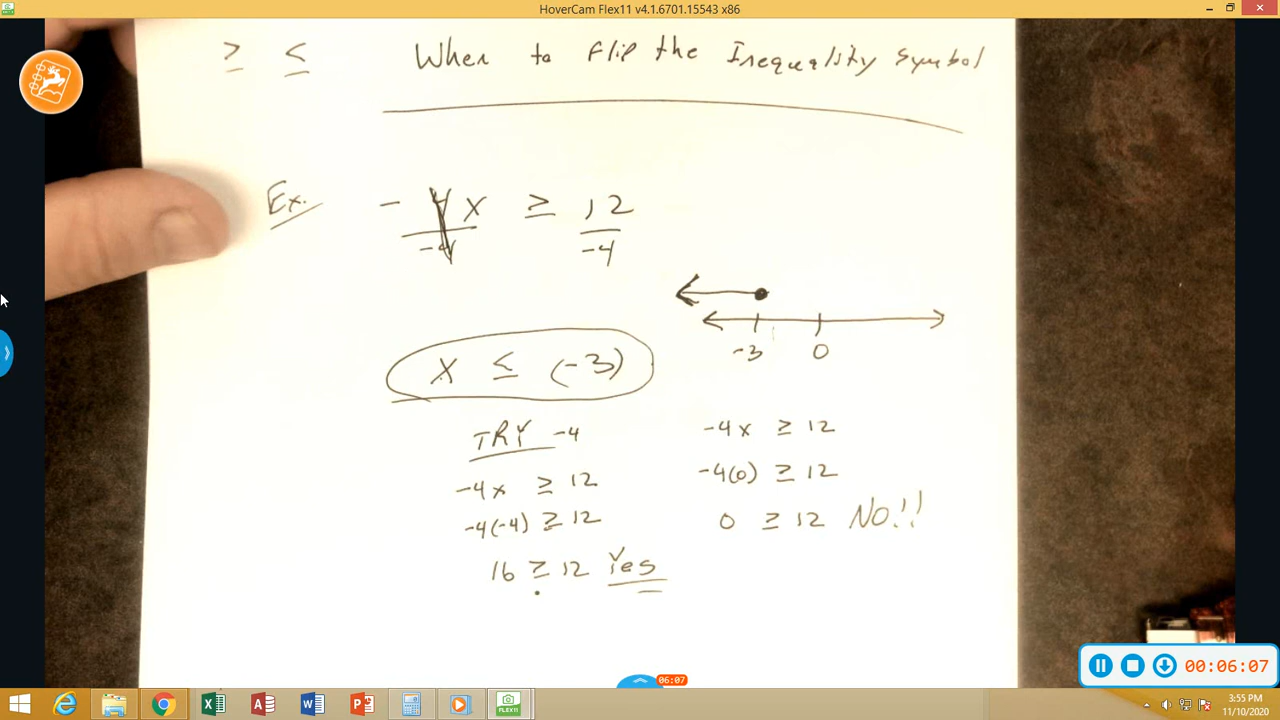 HoverCam Flex11 v4.1.6701.15543 x86
≥ ≤ When to Flip the Inequality Symbol
Ex. -4x ≥ 12
-4 -4
-3 0
x ≤ (-3)
TRY -4
-4x ≥ 12
-4(-4) ≥ 12
16 ≥ 12 Yes
-4x ≥ 12
-4(0) ≥ 12
0 ≥ 12 No!!
00:06:07
06:07
FLEX11
3:55 PM
11/10/2020